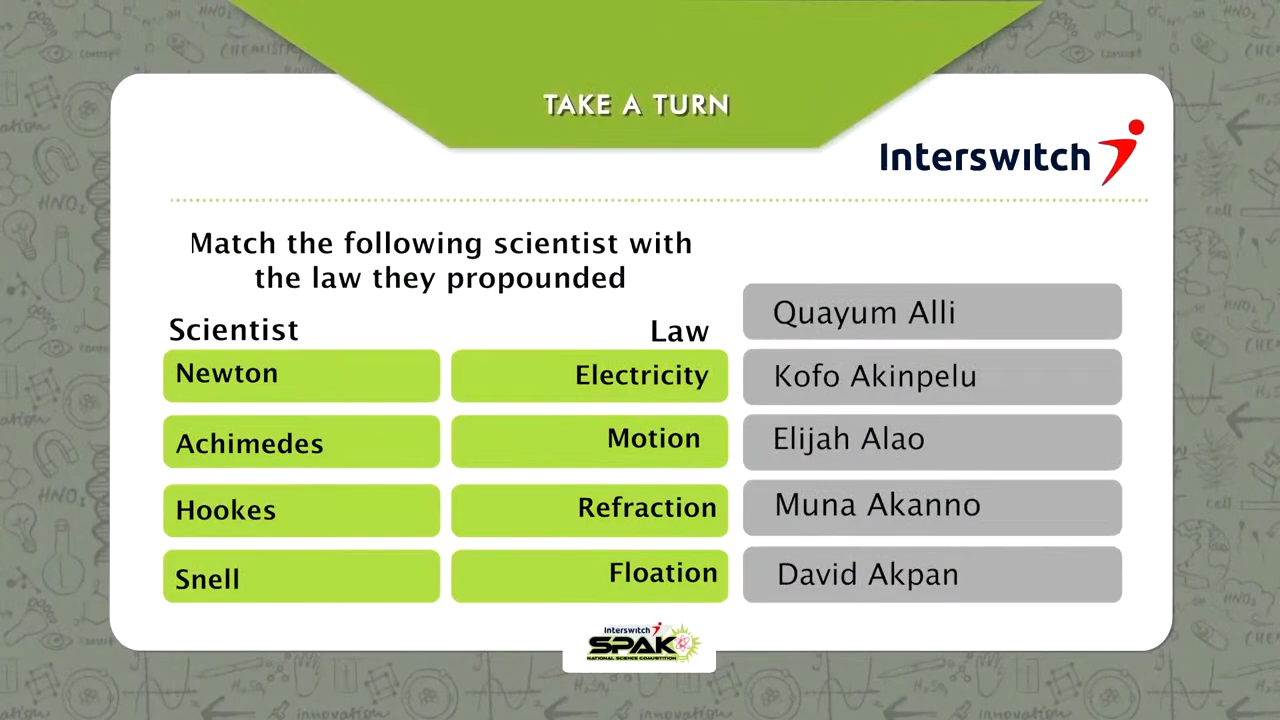 TAKE A TURN
Interswitch
Match the following scientist with
the law they propounded
Scientist Law
Newton Electricity
Achimedes Motion
Hookes Refraction
Snell Floation
Quayum Alli
Kofo Akinpelu
Elijah Alao
Muna Akanno
David Akpan
Interswitch
SPAK
NATIONAL SCIENCE COMPETITION